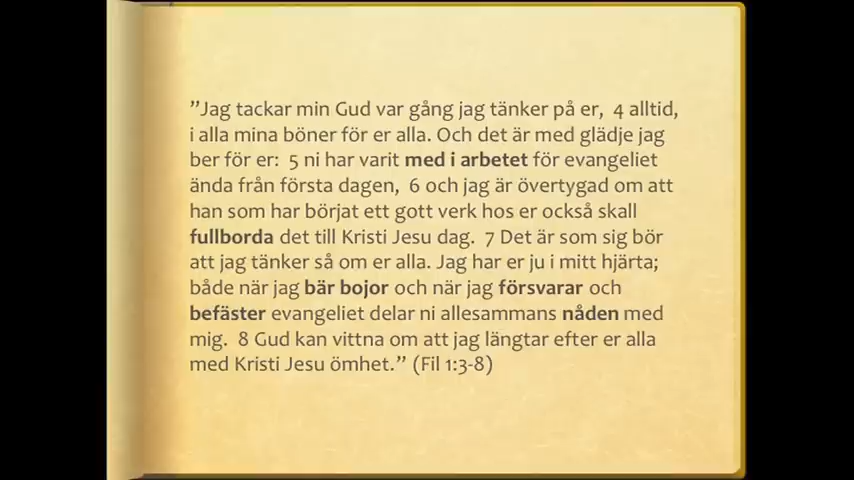 ”Jag tackar min Gud var gång jag tänker på er,  4 alltid,
i alla mina böner för er alla. Och det är med glädje jag
ber för er:  5 ni har varit med i arbetet för evangeliet
ända från första dagen,  6 och jag är övertygad om att
han som har börjat ett gott verk hos er också skall
fullborda det till Kristi Jesu dag.  7 Det är som sig bör
att jag tänker så om er alla. Jag har er ju i mitt hjärta;
både när jag bär bojor och när jag försvarar och
befäster evangeliet delar ni allesammans nåden med
mig.  8 Gud kan vittna om att jag längtar efter er alla
med Kristi Jesu ömhet.” (Fil 1:3-8)